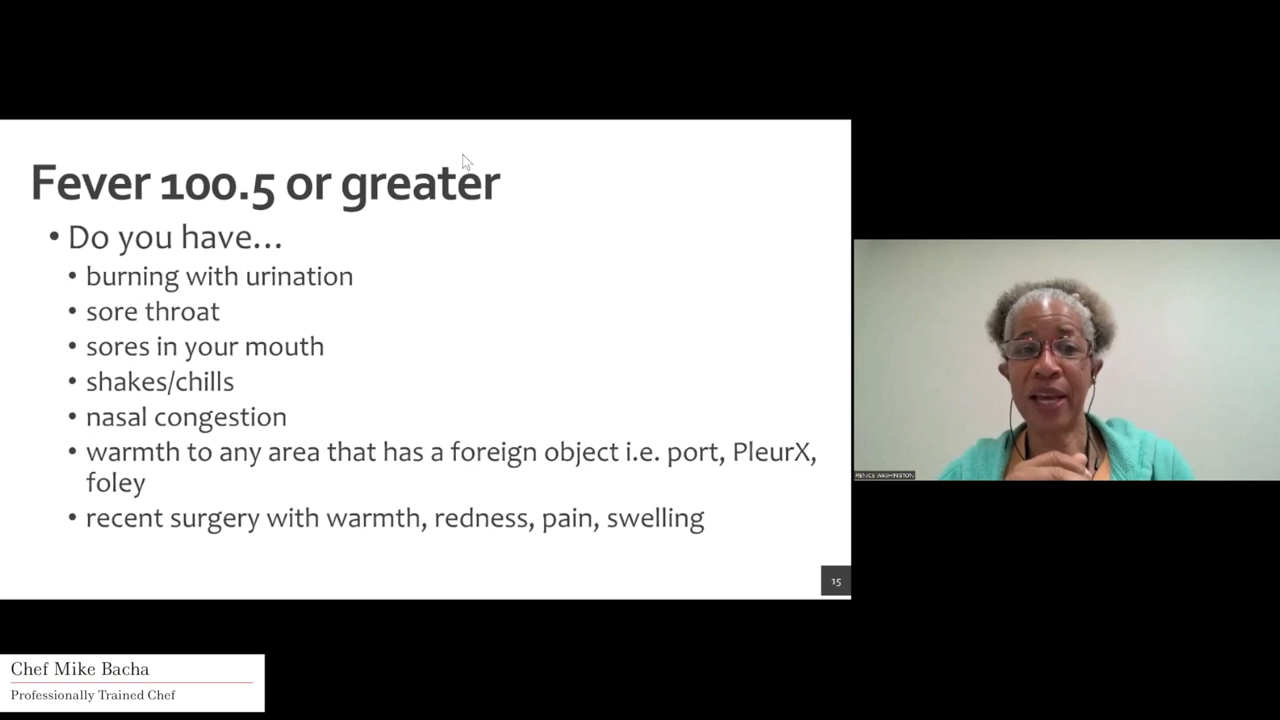 Fever 100.5 or greater
• Do you have...
• burning with urination
• sore throat
• sores in your mouth
• shakes/chills
• nasal congestion
• warmth to any area that has a foreign object i.e. port, PleurX,
foley
• recent surgery with warmth, redness, pain, swelling
15
RENICE WASHINGTON
Chef Mike Bacha
Professionally Trained Chef